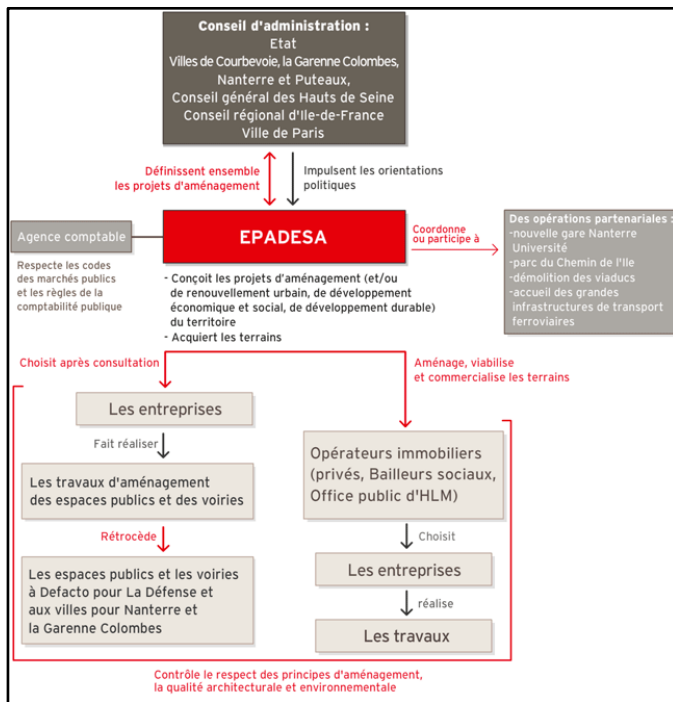 Conseil d'administration :
Etat
Villes de Courbevoie, la Garenne Colombes,
Nanterre et Puteaux,
Conseil général des Hauts de Seine
Conseil régional d'Ile-de-France
Ville de Paris
Définissent ensemble
les projets d'aménagement
Impulsent les orientations
politiques
Agence comptable
Respecte les codes
des marchés publics
et les règles de la
comptabilité publique
EPADESA
- Conçoit les projets d'aménagement (et/ou
de renouvellement urbain, de développement
économique et social, de développement durable)
du territoire
- Acquiert les terrains
Coordonne
ou participe à
Des opérations partenariales :
-nouvelle gare Nanterre
Université
-parc du Chemin de l'Ile
-démolition des viaducs
-accueil des grandes
infrastructures de transport
ferroviaires
Choisit après consultation
Les entreprises
Fait réaliser
Les travaux d'aménagement
des espaces publics et des voiries
Rétrocède
Les espaces publics et les voiries
à Defacto pour La Défense et
aux villes pour Nanterre et
la Garenne Colombes
Aménage, viabilise
et commercialise les terrains
Opérateurs immobiliers
(privés, Bailleurs sociaux,
Office public d'HLM)
Choisit
Les entreprises
réalise
Les travaux
Contrôle le respect des principes d'aménagement,
la qualité architecturale et environnementale